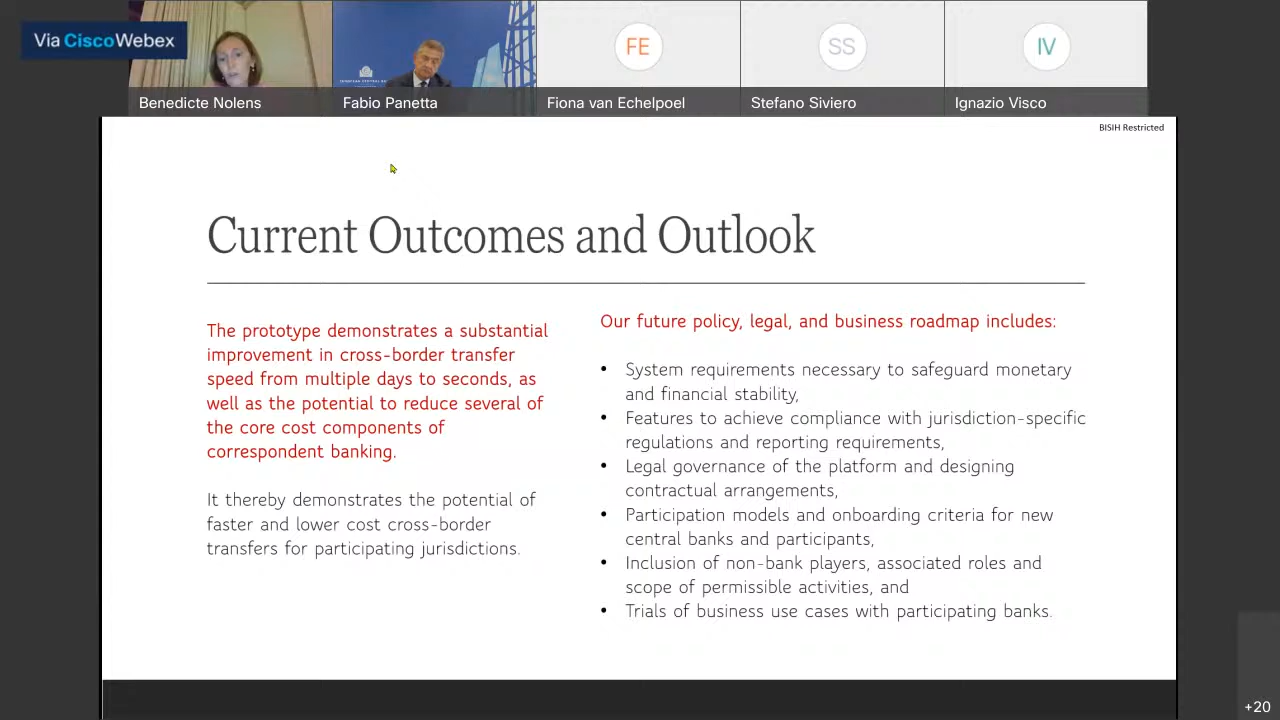 Via CiscoWebex
Benedicte Nolens
Fabio Panetta
FE
Fiona van Echelpoel
SS
Stefano Siviero
IV
Ignazio Visco
BISIH Restricted
Current Outcomes and Outlook
The prototype demonstrates a substantial
improvement in cross-border transfer
speed from multiple days to seconds, as
well as the potential to reduce several of
the core cost components of
correspondent banking.
It thereby demonstrates the potential of
faster and lower cost cross-border
transfers for participating jurisdictions.
Our future policy, legal, and business roadmap includes:
• System requirements necessary to safeguard monetary
and financial stability,
• Features to achieve compliance with jurisdiction-specific
regulations and reporting requirements,
• Legal governance of the platform and designing
contractual arrangements,
• Participation models and onboarding criteria for new
central banks and participants,
• Inclusion of non-bank players, associated roles and
scope of permissible activities, and
• Trials of business use cases with participating banks.
+20